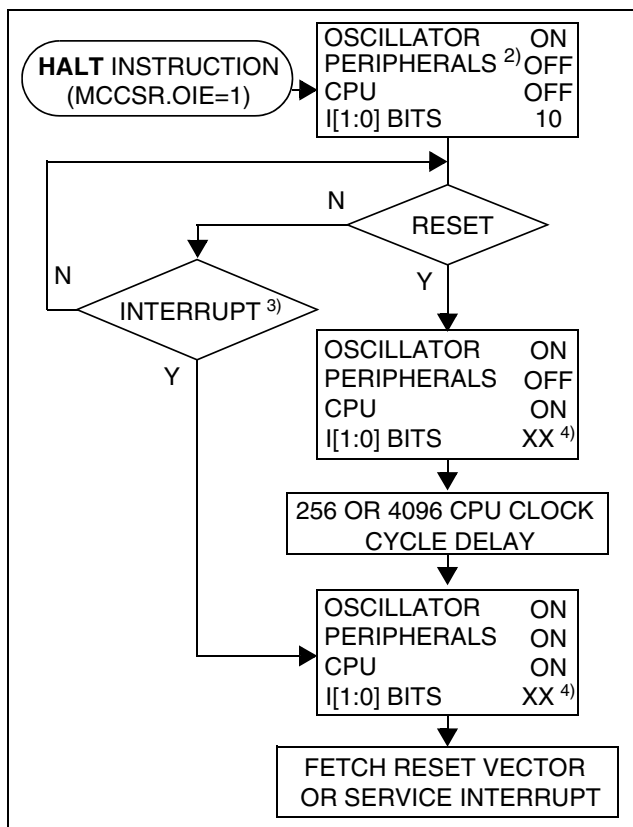 HALT INSTRUCTION
(MCCSR.OIE=1)
OSCILLATOR ON
PERIPHERALS 2) OFF
CPU OFF
I[1:0] BITS 10
N
RESET
N
Y
INTERRUPT 3)
Y
OSCILLATOR ON
PERIPHERALS OFF
CPU ON
I[1:0] BITS XX 4)
256 OR 4096 CPU CLOCK
CYCLE DELAY
OSCILLATOR ON
PERIPHERALS ON
CPU ON
I[1:0] BITS XX 4)
FETCH RESET VECTOR
OR SERVICE INTERRUPT